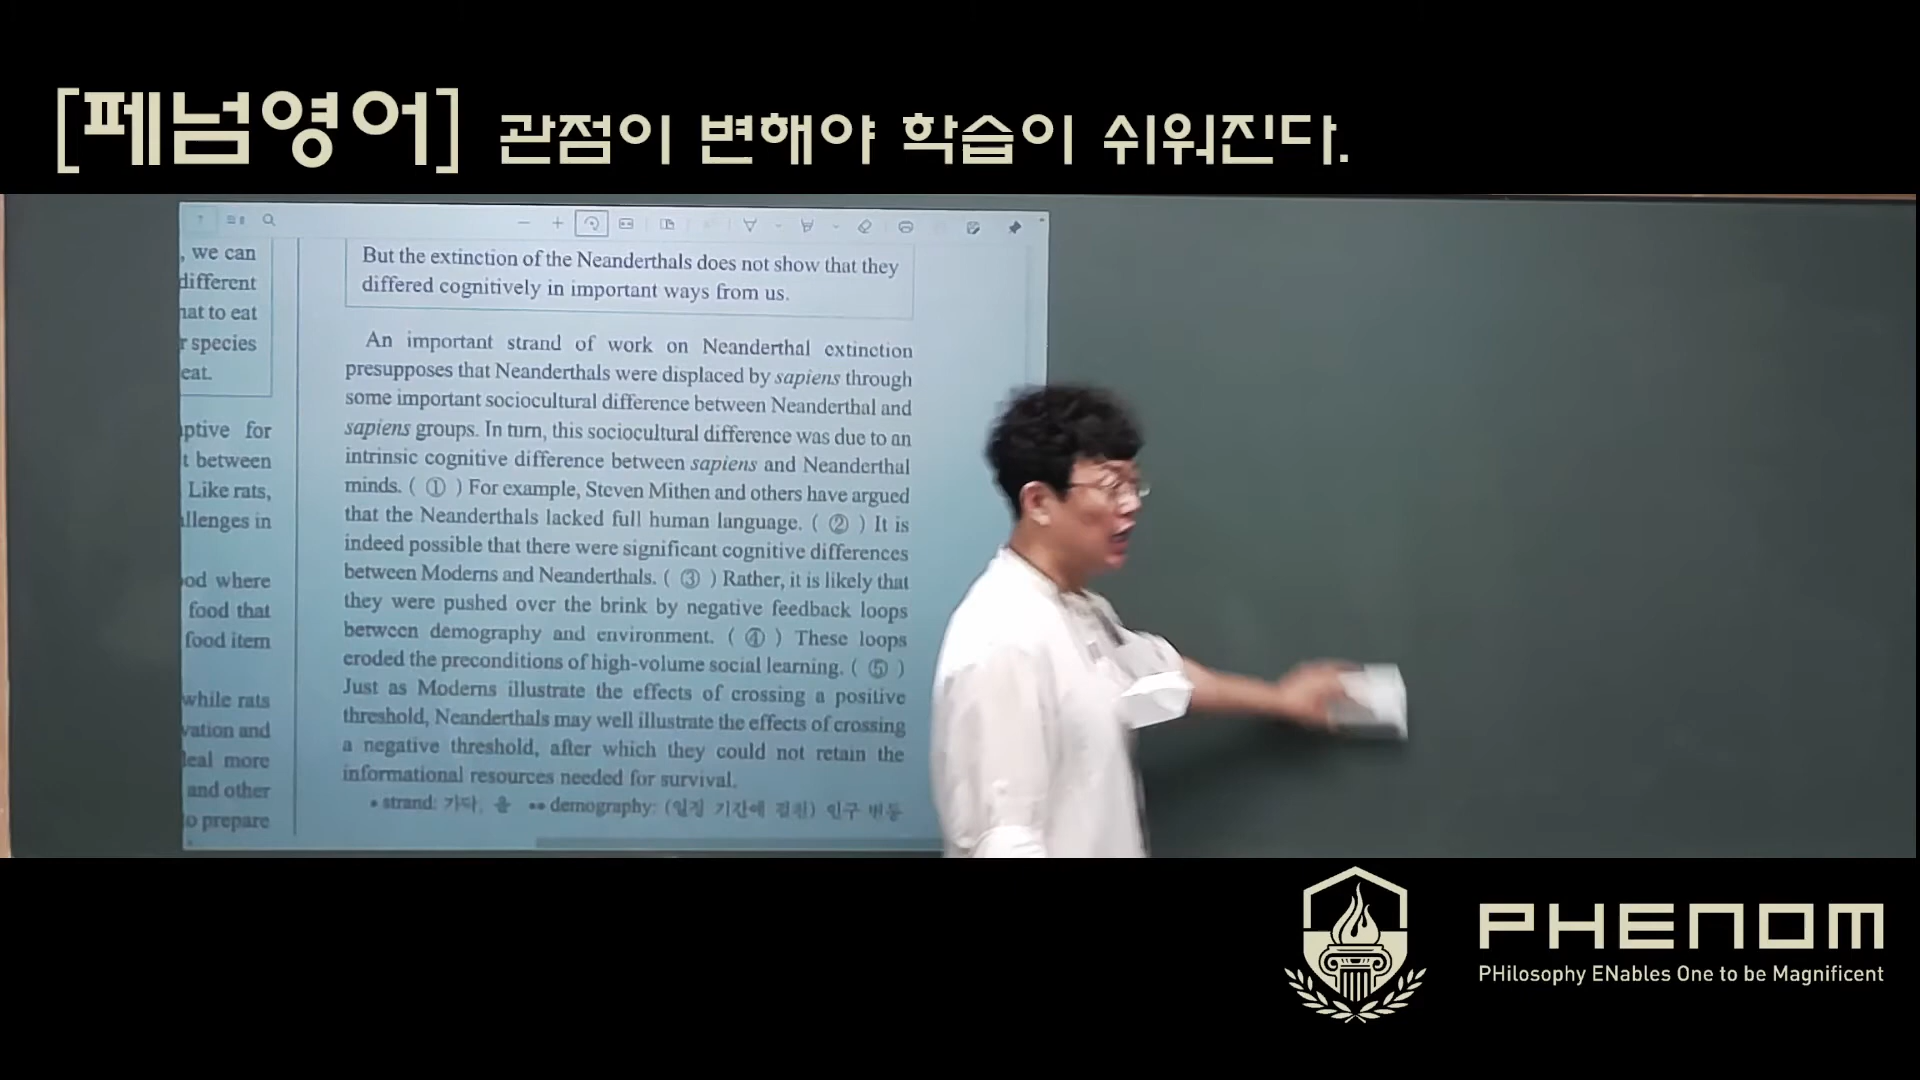 [페넘영어] 관점이 변해야 학습이 쉬워진다.
, we can
different
hat to eat
r species
eat.
ptive for
t between
Like rats,
llenges in
od where
food that
food item
while rats
vation and
leal more
and other
o prepare
But the extinction of the Neanderthals does not show that they
differed cognitively in important ways from us.
An important strand of work on Neanderthal extinction
presupposes that Neanderthals were displaced by sapiens through
some important sociocultural difference between Neanderthal and
sapiens groups. In turn, this sociocultural difference was due to an
intrinsic cognitive difference between sapiens and Neanderthal
minds. ( ① ) For example, Steven Mithen and others have argued
that the Neanderthals lacked full human language. ( ② ) It is
indeed possible that there were significant cognitive differences
between Moderns and Neanderthals. ( ③ ) Rather, it is likely that
they were pushed over the brink by negative feedback loops
between demography and environment. ( ④ ) These loops
eroded the preconditions of high-volume social learning. ( ⑤ )
Just as Moderns illustrate the effects of crossing a positive
threshold, Neanderthals may well illustrate the effects of crossing
a negative threshold, after which they could not retain the
informational resources needed for survival.
* strand: 가닥, 올 ** demography: (일정 기간에 걸친) 인구 변동
PHENOM
PHilosophy ENables One to be Magnificent